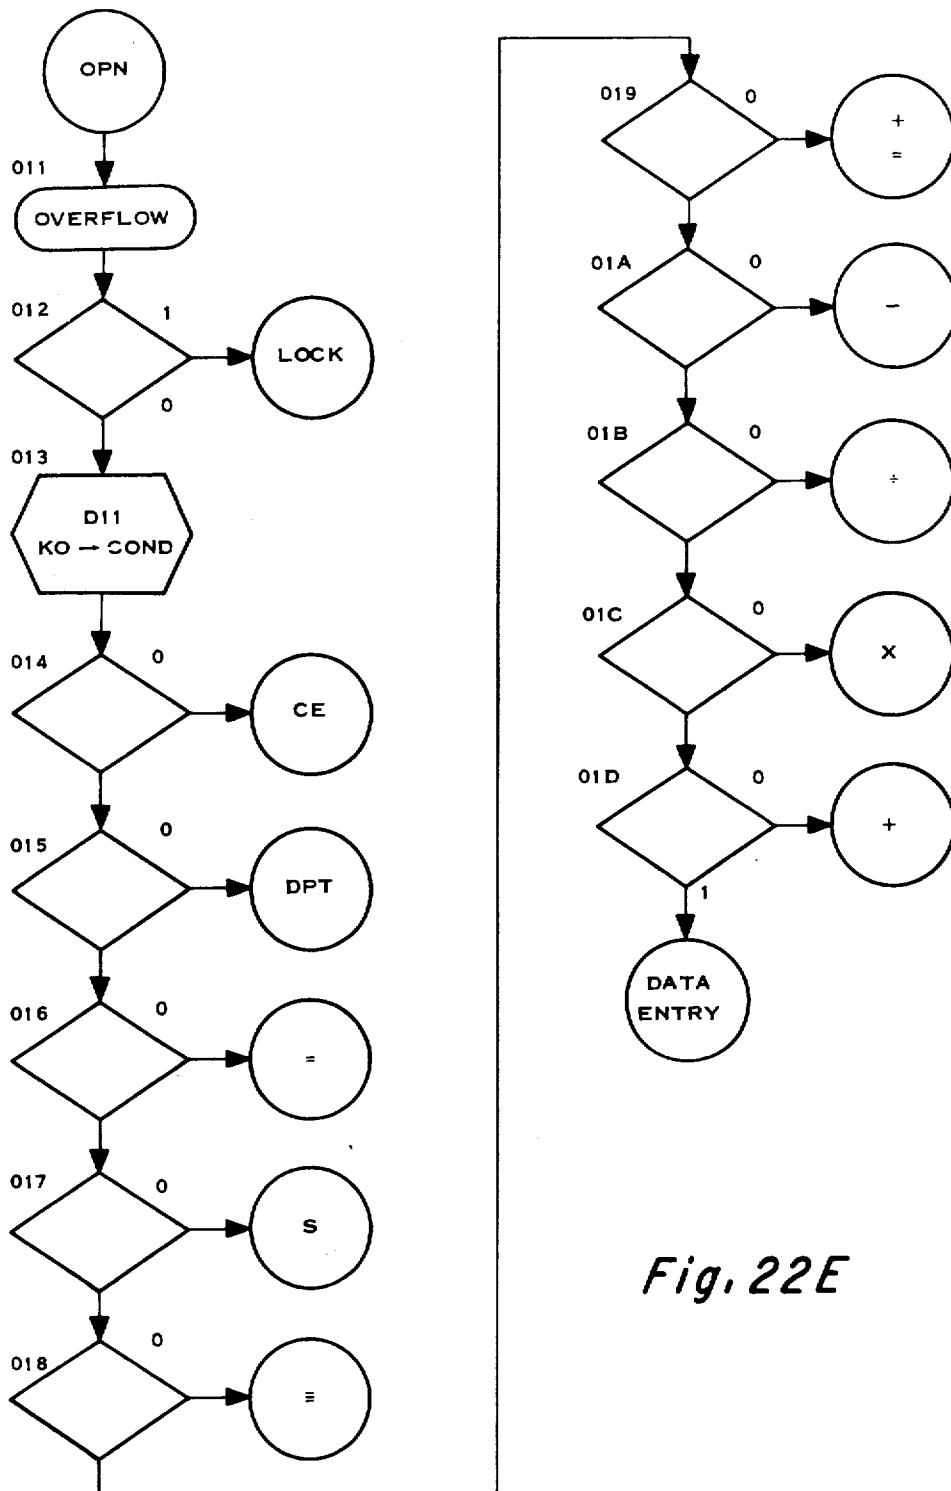 OPN
011
OVERFLOW
012
1
LOCK
0
013
D11
KO → COND
014
0
CE
015
0
DPT
016
0
=
017
0
S
018
0
≡
019
0
+
=
01A
0
−
01B
0
÷
01C
0
X
01D
0
+
1
DATA
ENTRY
Fig. 22E